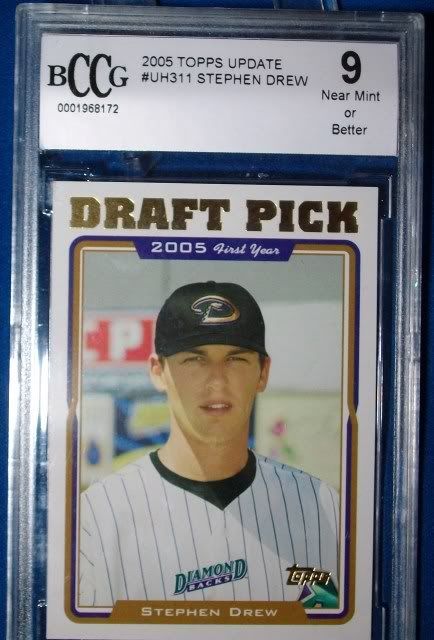 BCCG
0001968172
2005 TOPPS UPDATE
#UH311 STEPHEN DREW
9
Near Mint
or
Better
DRAFT PICK
2005 First Year
CPI
DIAMOND
BACKS
Topps
STEPHEN DREW